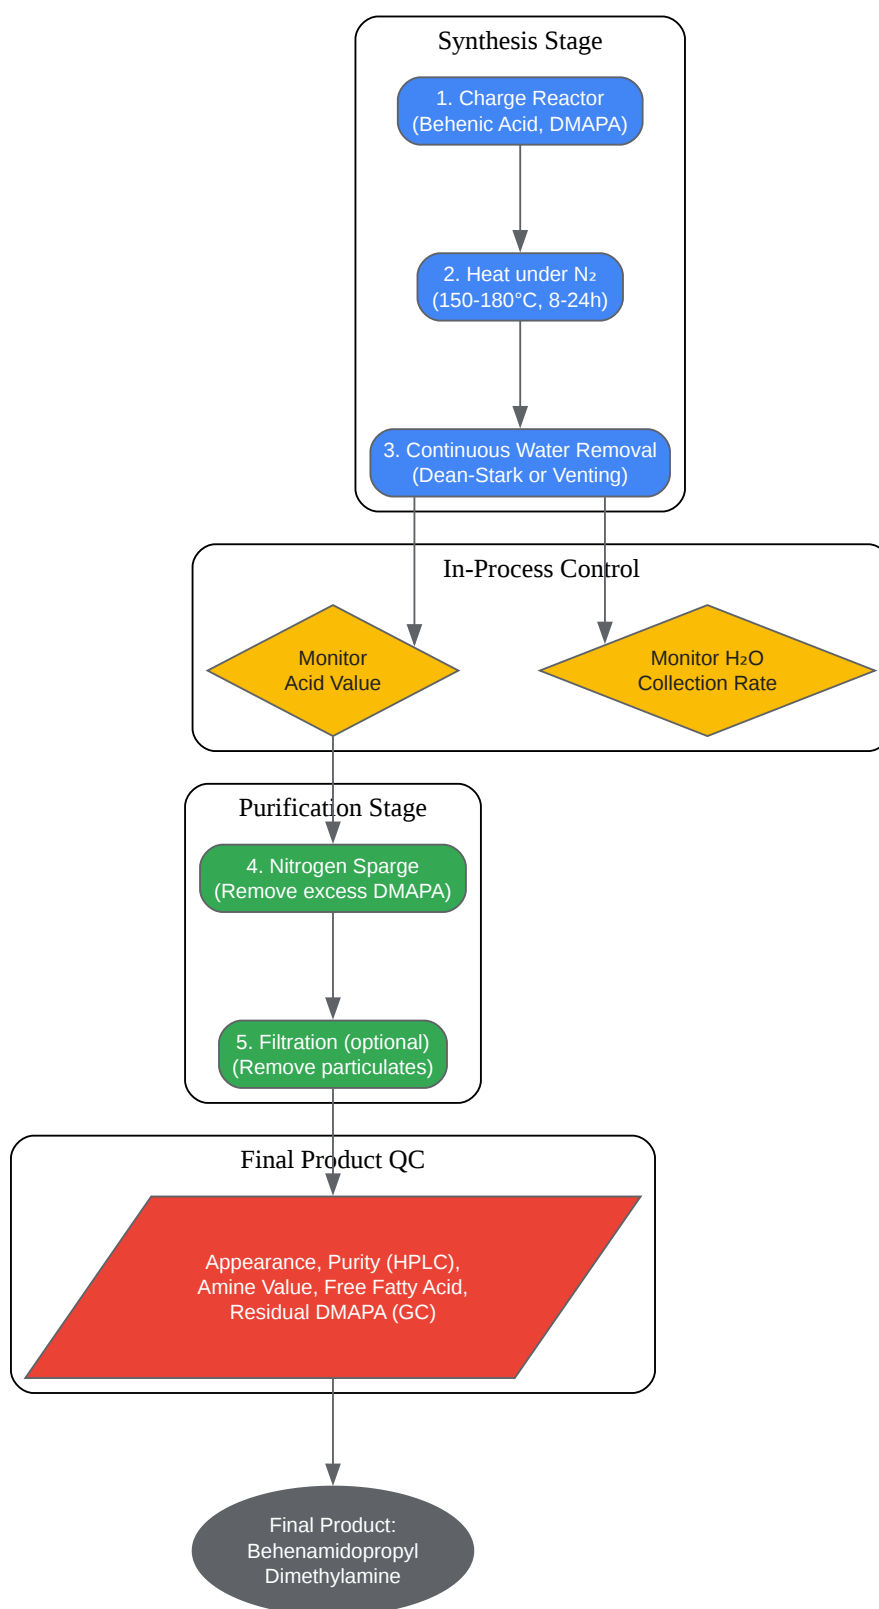 Synthesis Stage
1. Charge Reactor
(Behenic Acid, DMAPA)
2. Heat under N₂
(150-180°C, 8-24h)
3. Continuous Water Removal
(Dean-Stark or Venting)
In-Process Control
Monitor
Acid Value
Monitor H₂O
Collection Rate
Purification Stage
4. Nitrogen Sparge
(Remove excess DMAPA)
5. Filtration (optional)
(Remove particulates)
Final Product QC
Appearance, Purity (HPLC),
Amine Value, Free Fatty Acid,
Residual DMAPA (GC)
Final Product:
Behenamidopropyl
Dimethylamine